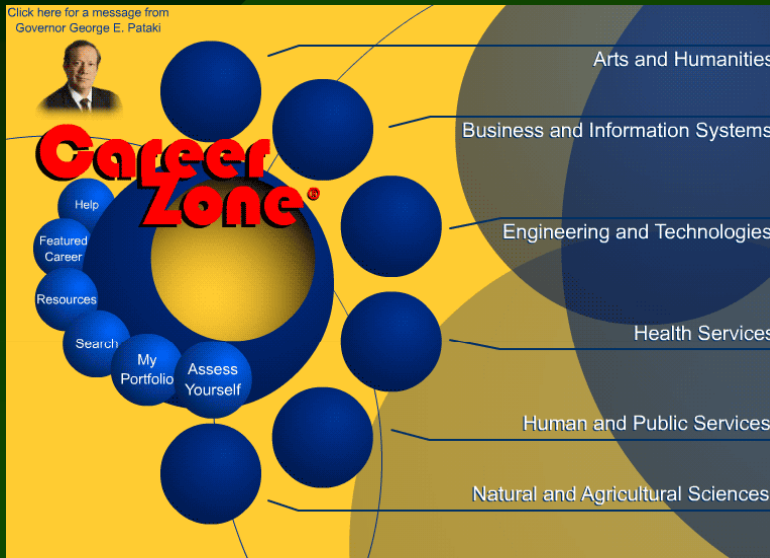 Click here for a message from
Governor George E. Pataki
Career
Zone®
Help
Featured
Career
Resources
Search
My
Portfolio
Assess
Yourself
Arts and Humanities
Business and Information Systems
Engineering and Technologies
Health Services
Human and Public Services
Natural and Agricultural Sciences